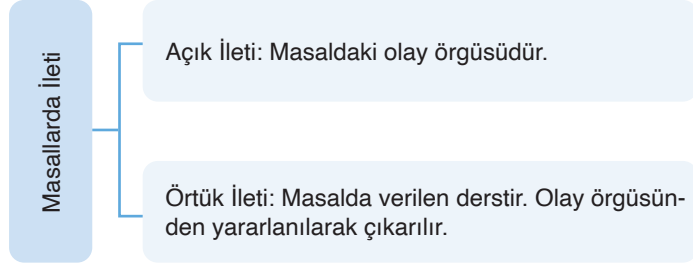 Masallarda İleti
Açık İleti: Masaldaki olay örgüsüdür.
Örtük İleti: Masalda verilen derstir. Olay örgüsün-
den yararlanılarak çıkarılır.